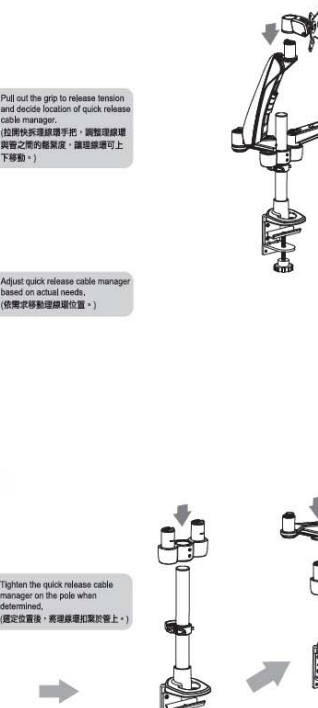 Pull out the grip to release tension
and decide location of quick release
cable manager.
(拉開快拆理線環手把，調整理線環
與管之間的鬆緊度，讓理線環可上
下移動。)
Adjust quick release cable manager
based on actual needs.
(依需求移動理線環位置。)
Tighten the quick release cable
manager on the pole when
determined.
(選定位置後，將理線環扣緊於管上。)